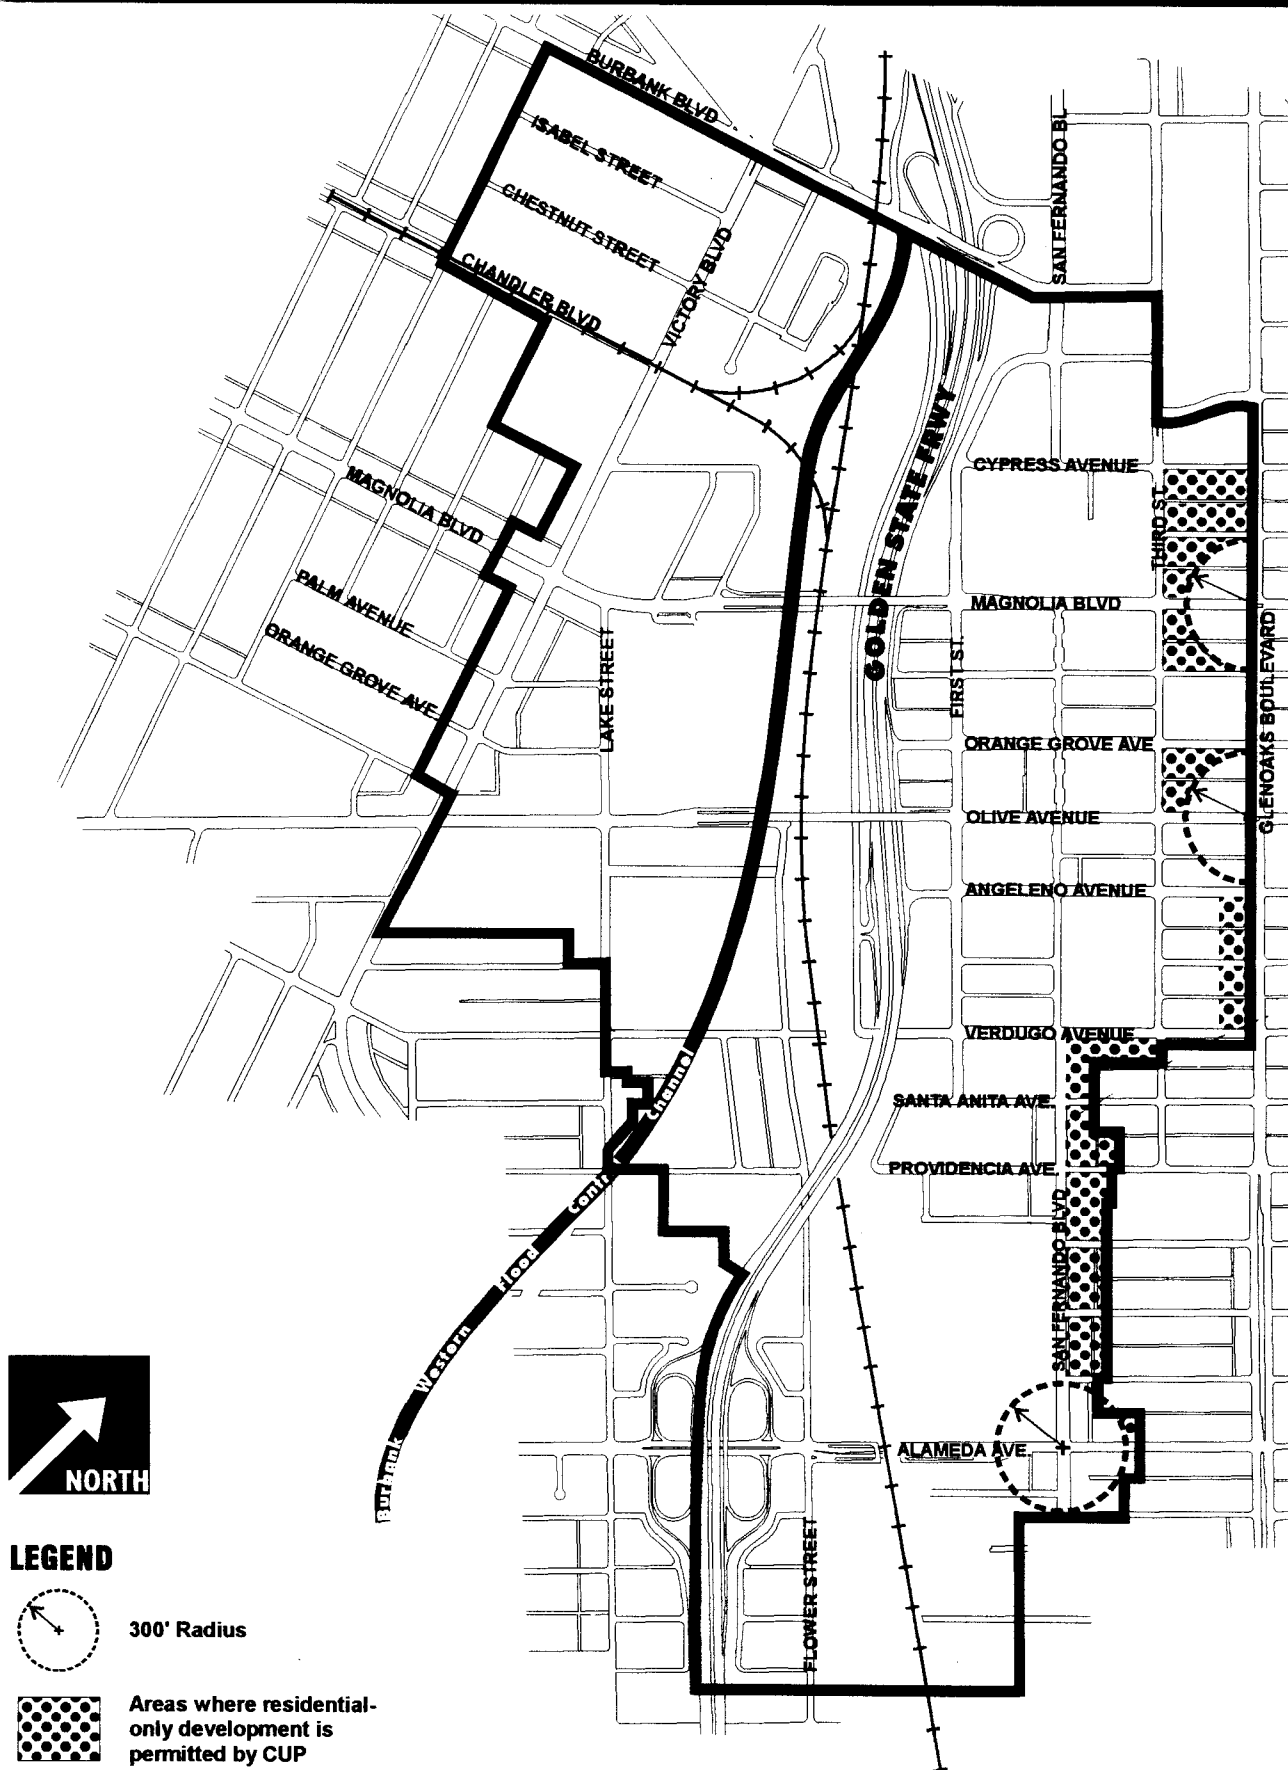 BURBANK BLVD
ISABEL STREET
CHESTNUT STREET
CHANDLER BLVD
VICTORY BLVD
SAN FERNANDO BL
GOLDEN STATE FRWY
CYPRESS AVENUE
THIRD ST.
MAGNOLIA BLVD
MAGNOLIA BLVD
PALM AVENUE
ORANGE GROVE AVE
LAKE STREET
FIRST ST.
GLENOAKS BOULEVARD
ORANGE GROVE AVE
OLIVE AVENUE
ANGELENO AVENUE
VERDUGO AVENUE
SANTA ANITA AVE.
PROVIDENCIA AVE.
SAN FERNANDO BLVD
Burbank Western Flood Contr Channel
ALAMEDA AVE.
FLOWER STREET
NORTH
LEGEND
300' Radius
Areas where residential-
only development is
permitted by CUP